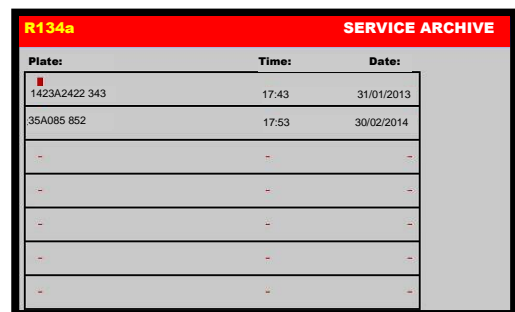 R134a SERVICE ARCHIVE
Plate: Time: Date:
1423A2422 343 17:43 31/01/2013
35A085 852 17:53 30/02/2014
- - -
- - -
- - -
- - -
- - -